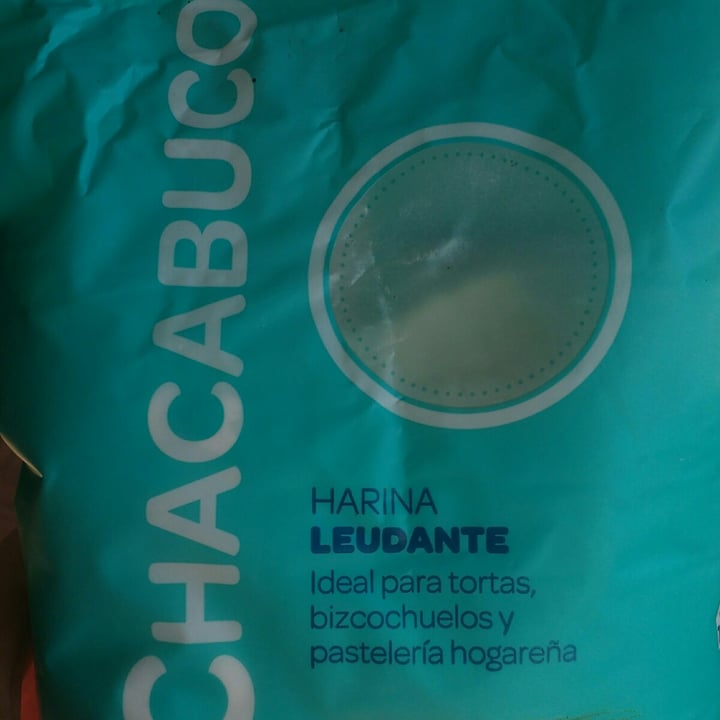 CHACABUCO
HARINA
LEUDANTE
Ideal para tortas,
bizcochuelos y
pastelería hogareña